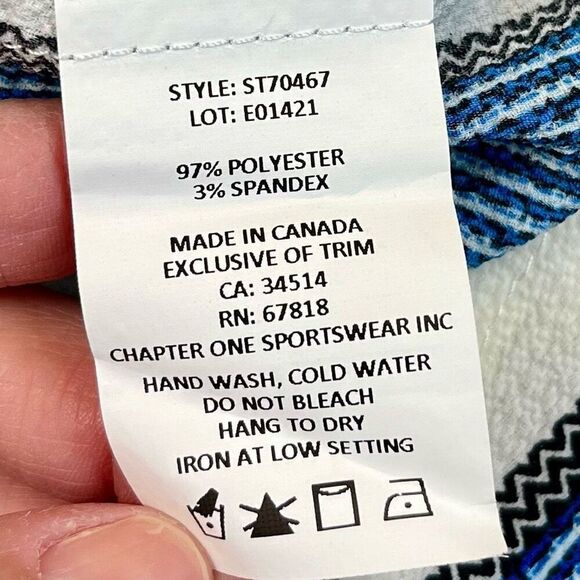 STYLE: ST70467
LOT: E01421
97% POLYESTER
3% SPANDEX
MADE IN CANADA
EXCLUSIVE OF TRIM
CA: 34514
RN: 67818
CHAPTER ONE SPORTSWEAR INC
HAND WASH, COLD WATER
DO NOT BLEACH
HANG TO DRY
IRON AT LOW SETTING